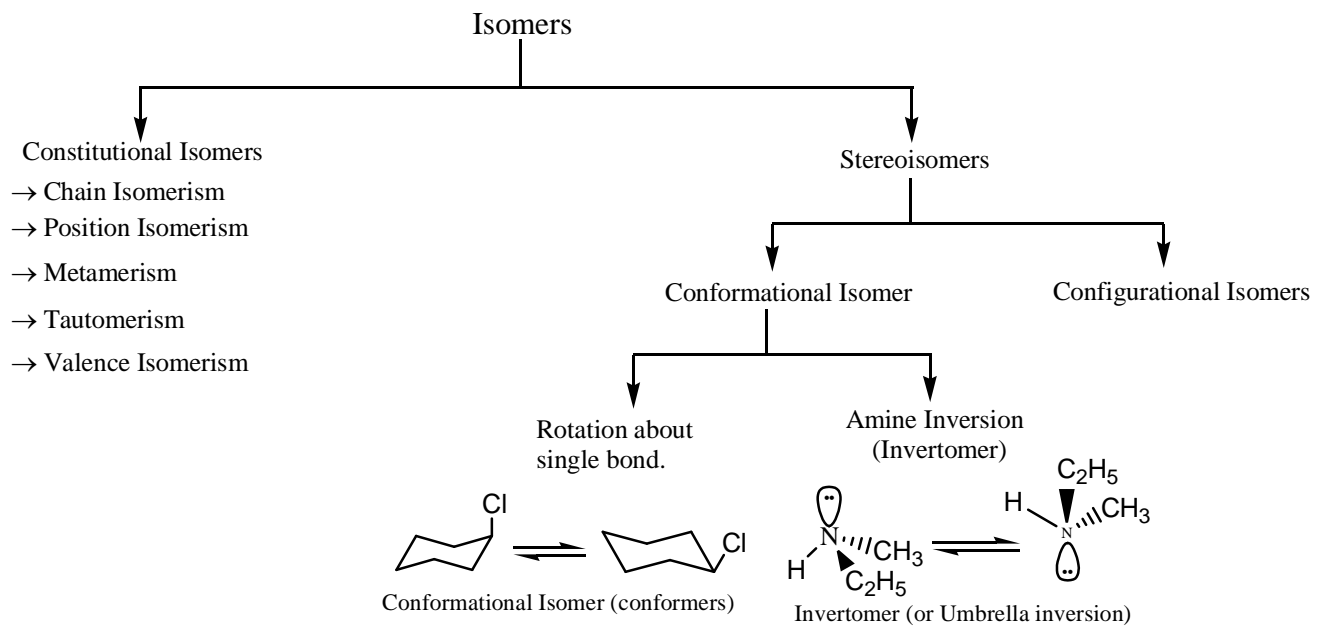 Isomers
Constitutional Isomers
→ Chain Isomerism
→ Position Isomerism
→ Metamerism
→ Tautomerism
→ Valence Isomerism
Stereoisomers
Conformational Isomer
Configurational Isomers
Rotation about
single bond.
Amine Inversion
(Invertomer)
Cl
Cl
Conformational Isomer (conformers)
N
H
CH3
C2H5
C2H5
H
N
CH3
Invertomer (or Umbrella inversion)